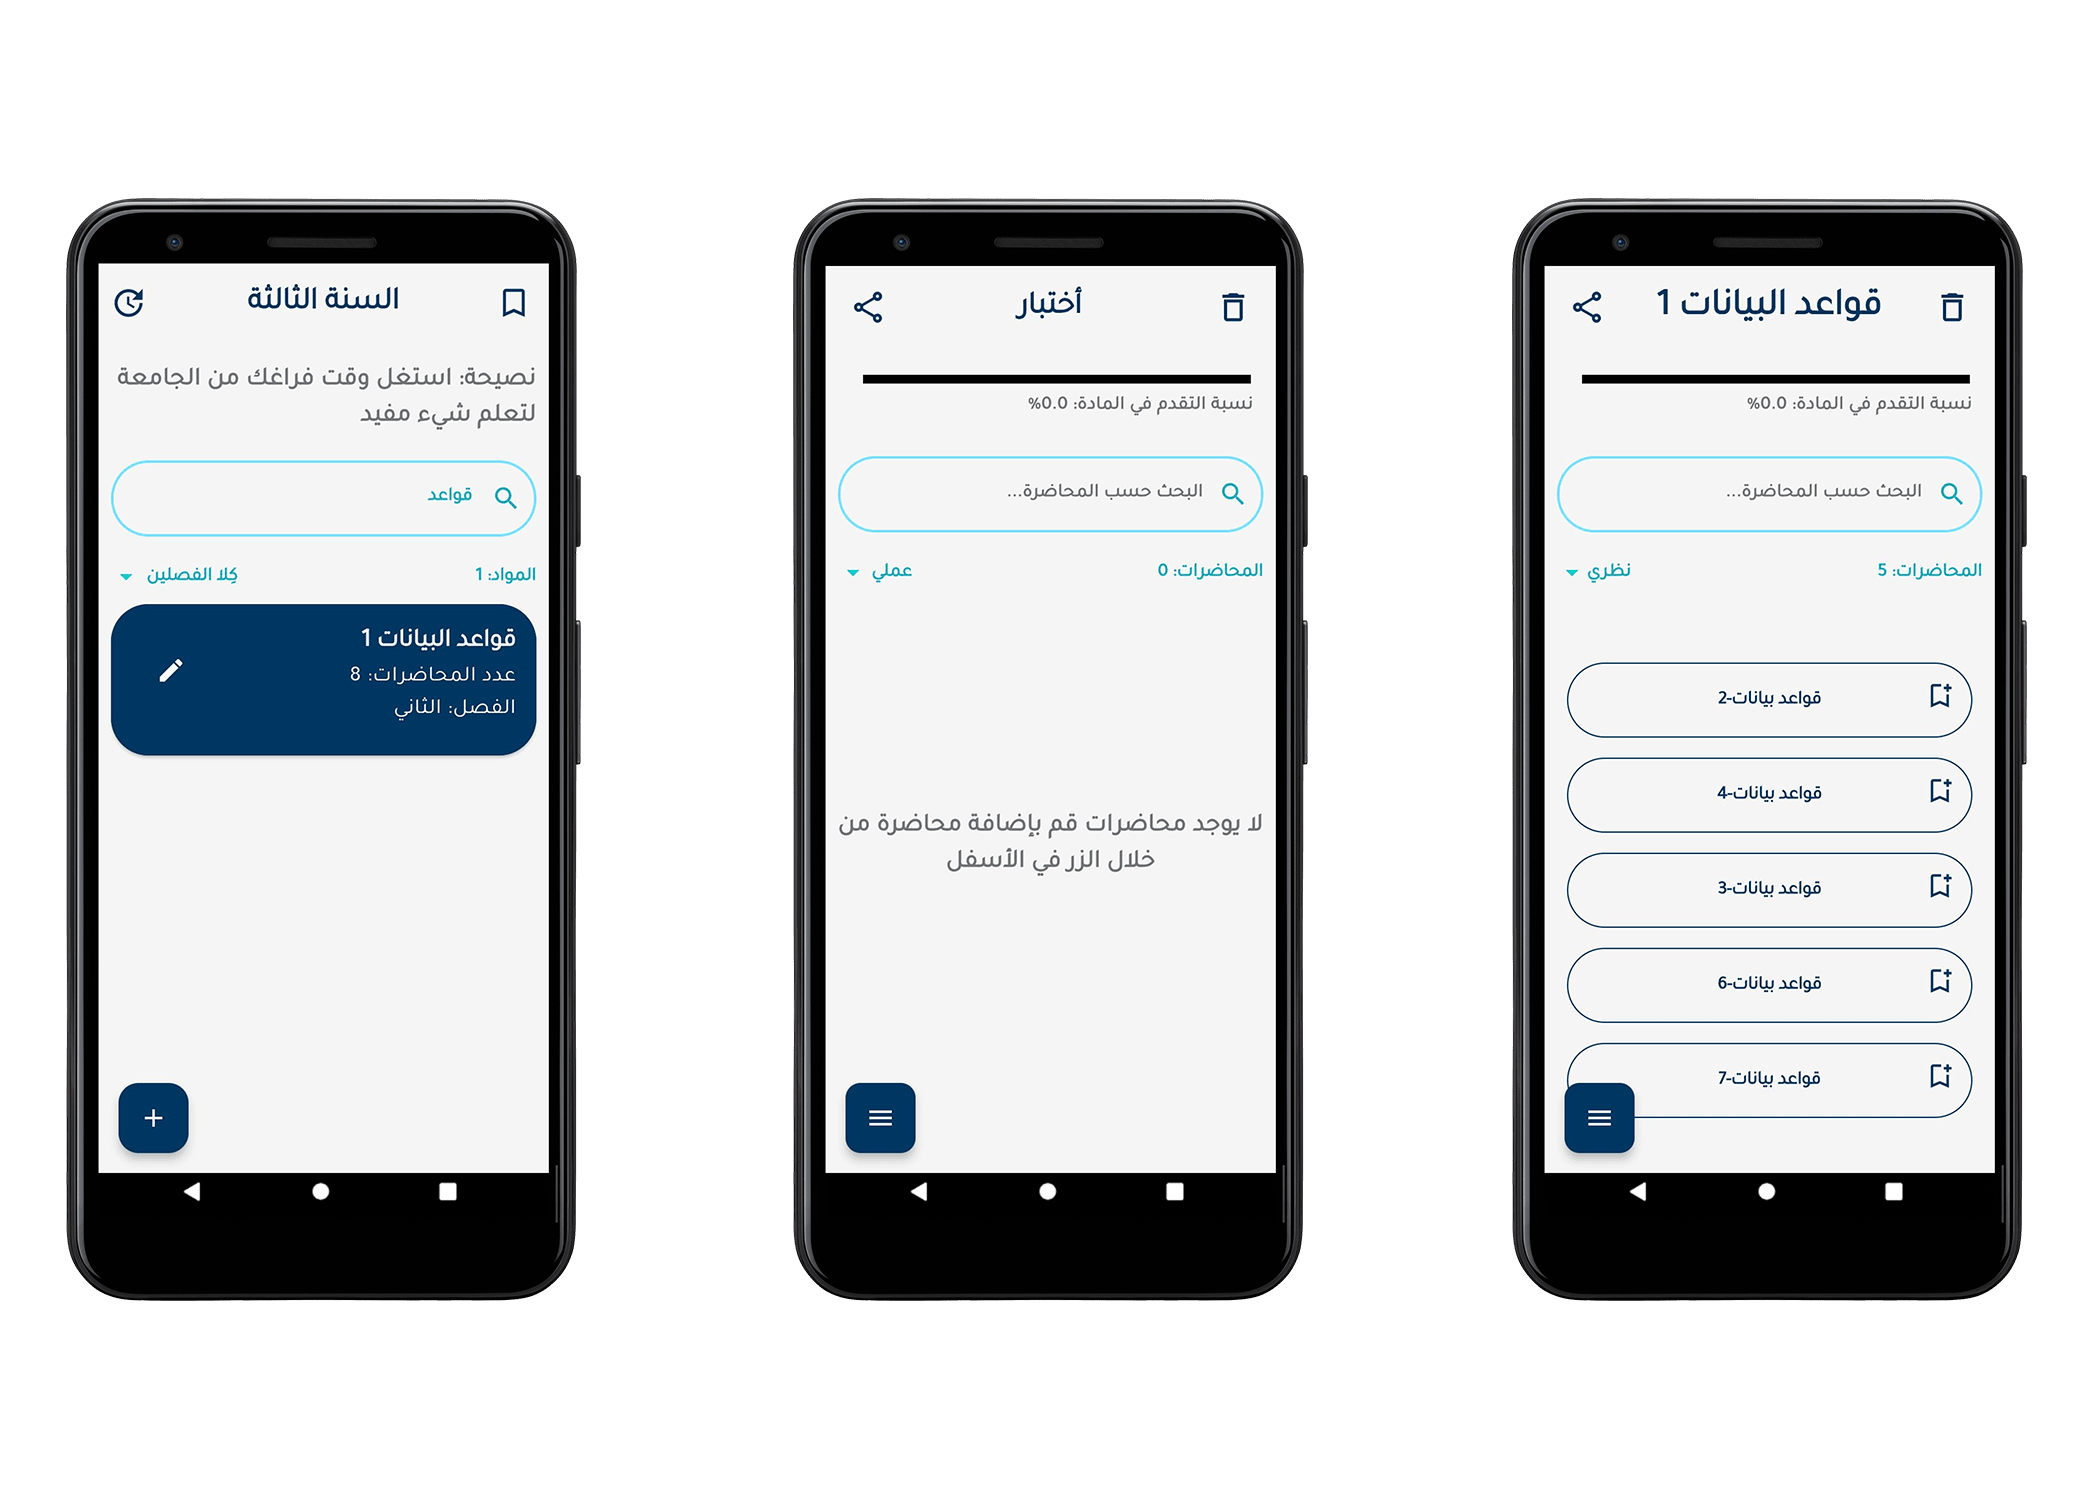 السنة الثالثة
نصيحة: استغل وقت فراغك من الجامعة
لتعلم شيء مفيد
قواعد
المواد: 1
كِلا الفصلين
قواعد البيانات 1
عدد المحاضرات: 8
الفصل: الثاني
أختبار
نسبة التقدم في المادة: 0.0%
البحث حسب المحاضرة...
المحاضرات: 0
عملي
لا يوجد محاضرات قم بإضافة محاضرة من
خلال الزر في الأسفل
قواعد البيانات 1
نسبة التقدم في المادة: 0.0%
البحث حسب المحاضرة...
المحاضرات: 5
نظري
قواعد بيانات-2
قواعد بيانات-4
قواعد بيانات-3
قواعد بيانات-6
قواعد بيانات-7